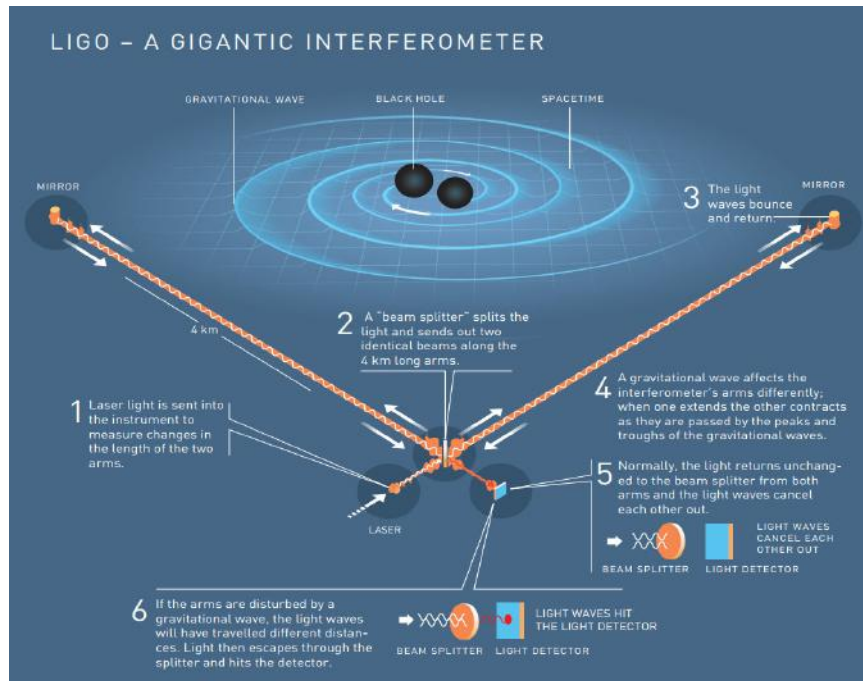 LIGO – A GIGANTIC INTERFEROMETER
GRAVITATIONAL WAVE
BLACK HOLE
SPACETIME
MIRROR
MIRROR
3 The light
waves bounce
and return.
4 km
2 A "beam splitter" splits the
light and sends out two
identical beams along the
4 km long arms.
1 Laser light is sent into
the instrument to
measure changes in
the length of the two
arms.
4 A gravitational wave affects the
interferometer's arms differently;
when one extends the other contracts
as they are passed by the peaks and
troughs of the gravitational waves.
5 Normally, the light returns unchang-
ed to the beam splitter from both
arms and the light waves cancel
each other out.
LASER
LIGHT WAVES
CANCEL EACH
OTHER OUT
BEAM SPLITTER
LIGHT DETECTOR
6 If the arms are disturbed by a
gravitational wave, the light waves
will have travelled different distan-
ces. Light then escapes through the
splitter and hits the detector.
LIGHT WAVES HIT
THE LIGHT DETECTOR
BEAM SPLITTER
LIGHT DETECTOR